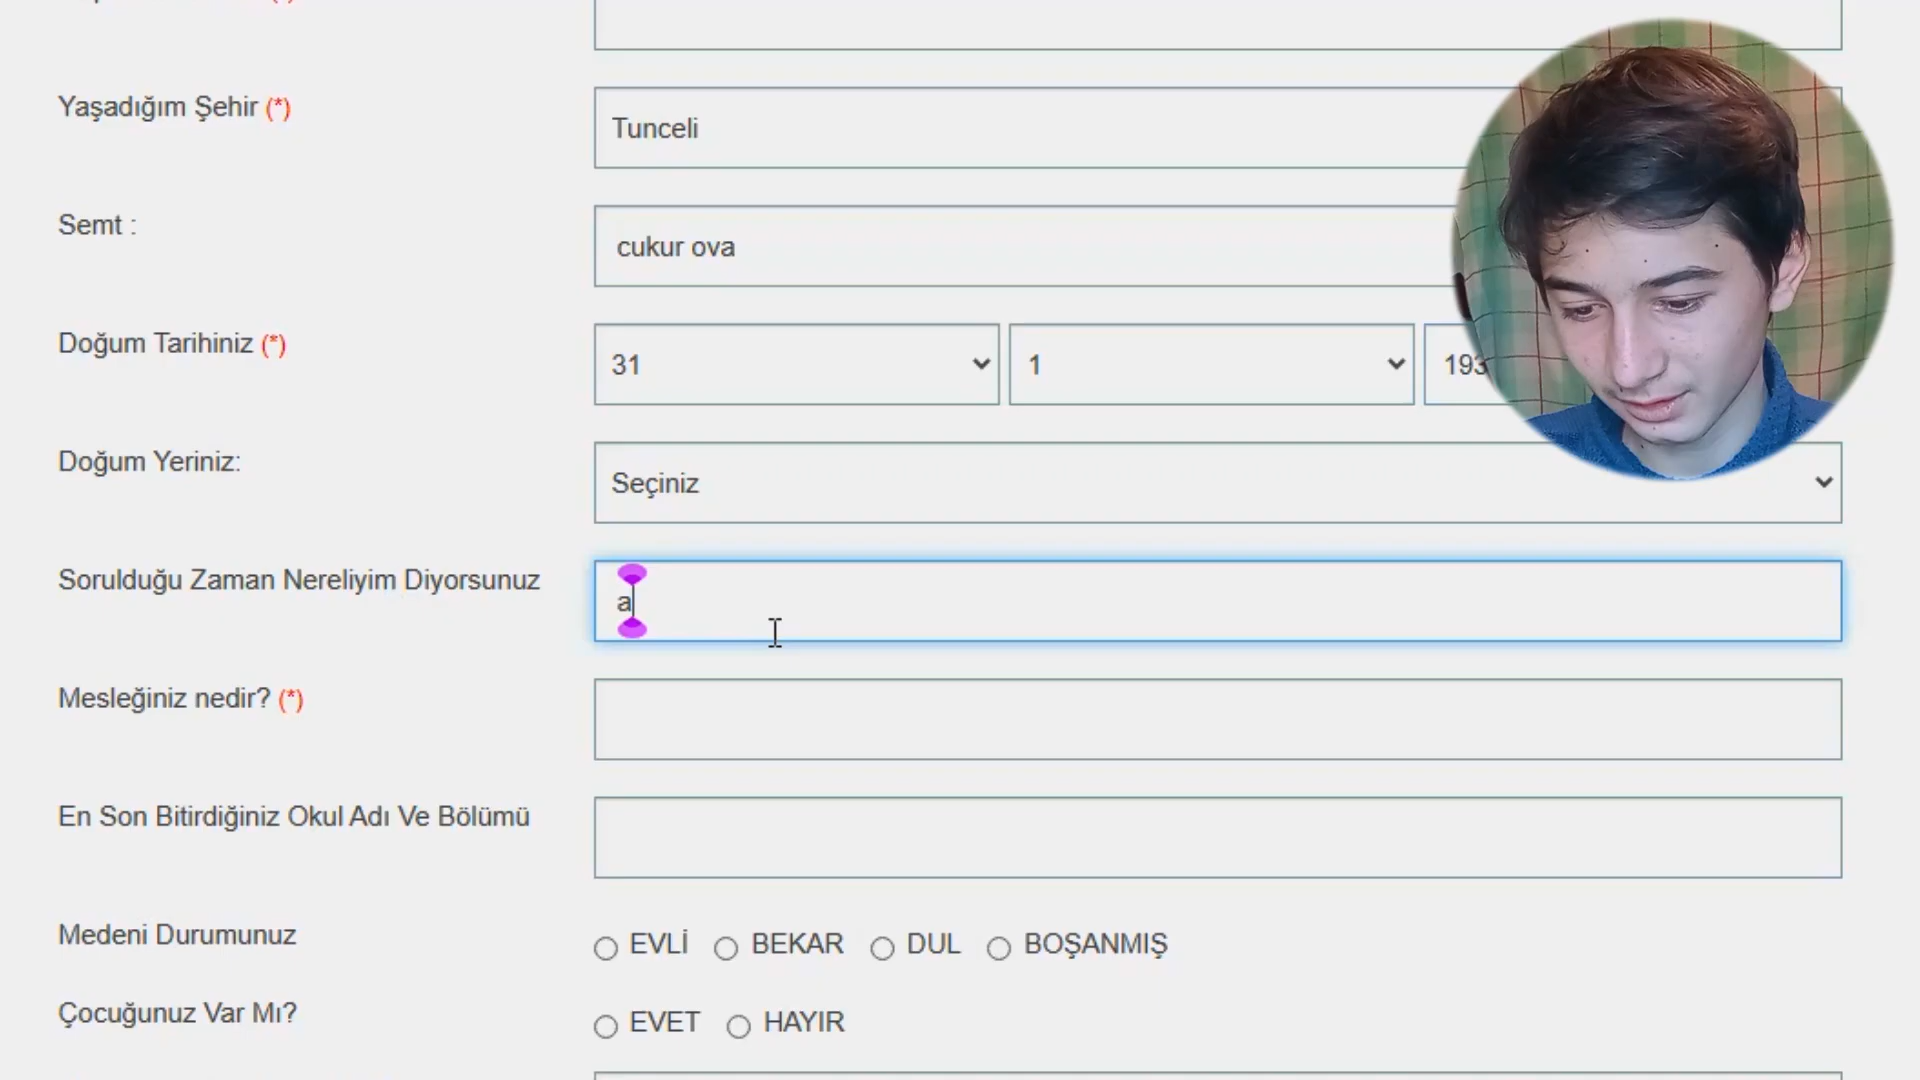 Yaşadığım Şehir (*)
Tunceli
Semt :
cukur ova
Doğum Tarihiniz (*)
31
1
193
Doğum Yeriniz:
Seçiniz
Sorulduğu Zaman Nereliyim Diyorsunuz
a
Mesleğiniz nedir? (*)
En Son Bitirdiğiniz Okul Adı Ve Bölümü
Medeni Durumunuz
EVLİ BEKAR DUL BOŞANMIŞ
Çocuğunuz Var Mı?
EVET HAYIR